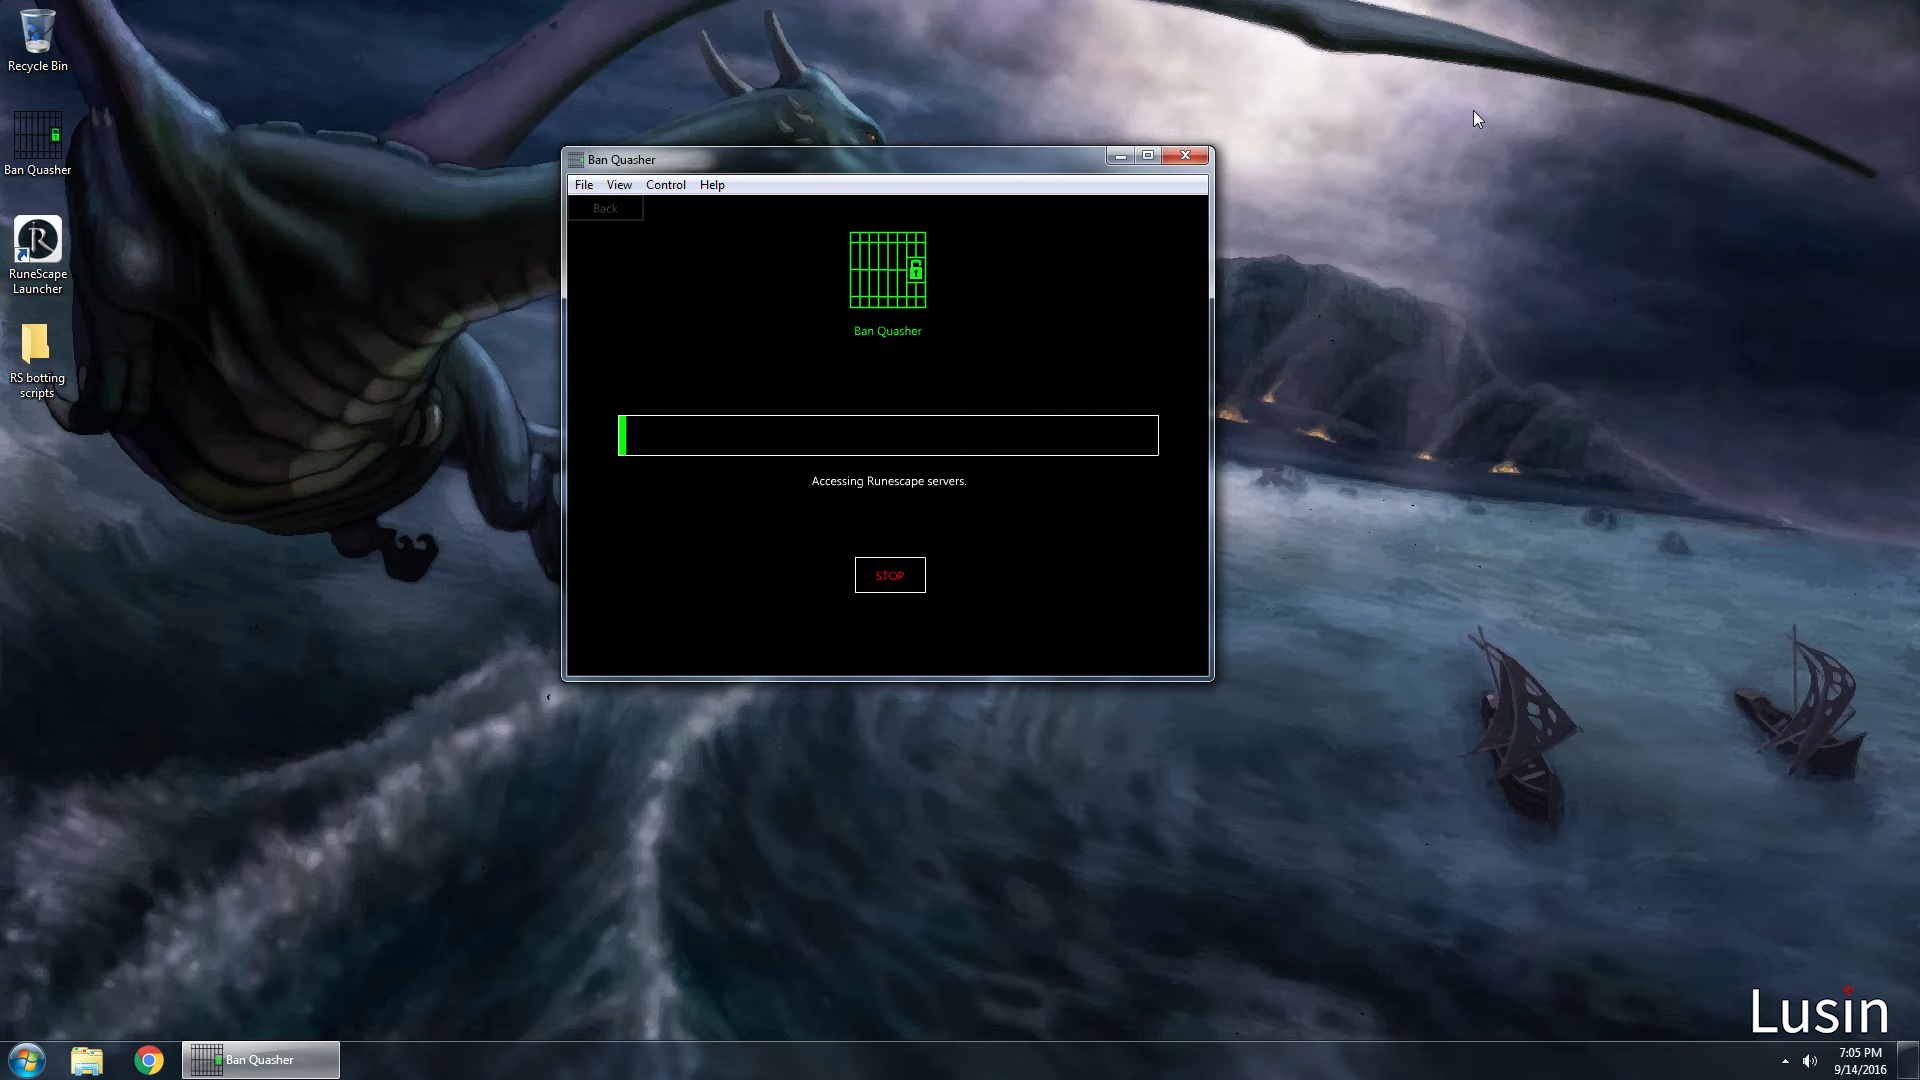 Recycle Bin
Ban Quasher
RuneScape
Launcher
RS botting
scripts
Ban Quasher
File View Control Help
Back
Ban Quasher
Accessing Runescape servers.
STOP
Lusin
Ban Quasher
7:05 PM
9/14/2016